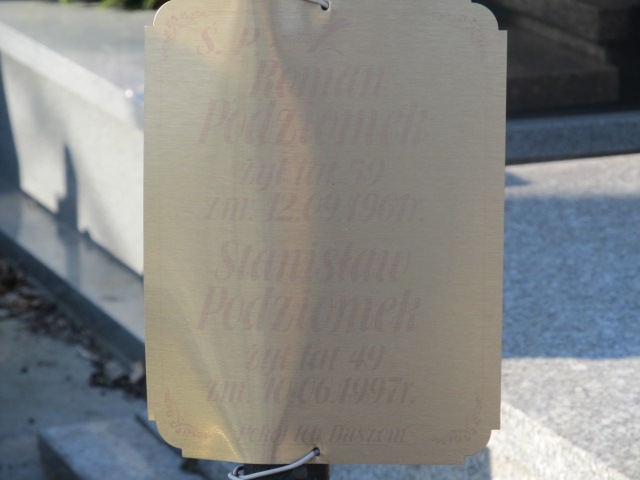 Ś. P.
Roman
Podziomek
żył lat 59
zm. 12.09.1961r.
Stanisław
Podziomek
żył lat 49
zm. 10.06.1997r.
Pokój Ich Duszom